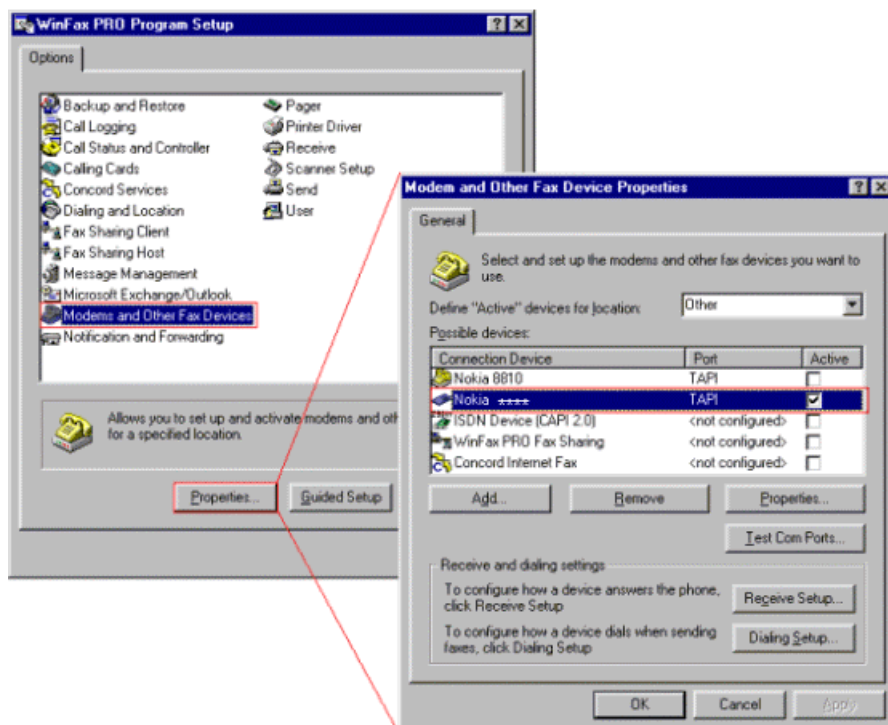 WinFax PRO Program Setup
Options
Backup and Restore
Call Logging
Call Status and Controller
Calling Cards
Concord Services
Dialing and Location
Fax Sharing Client
Fax Sharing Host
Message Management
Microsoft Exchange/Outlook
Modems and Other Fax Devices
Notification and Forwarding
Pager
Printer Driver
Receive
Scanner Setup
Send
User
Allows you to set up and activate modems and oth
for a specified location.
Properties...
Guided Setup
Modem and Other Fax Device Properties
General
Select and set up the modems and other fax devices you want to
use.
Define "Active" devices for location: Other
Possible devices:
Connection Device Port Active
Nokia 8810 TAPI
Nokia **** TAPI
ISDN Device (CAPI 2.0) <not configured>
WinFax PRO Fax Sharing <not configured>
Concord Internet Fax <not configured>
Add... Remove Properties...
Test Com Ports...
Receive and dialing settings
To configure how a device answers the phone,
click Receive Setup
Receive Setup...
To configure how a device dials when sending
faxes, click Dialing Setup
Dialing Setup...
OK Cancel Apply